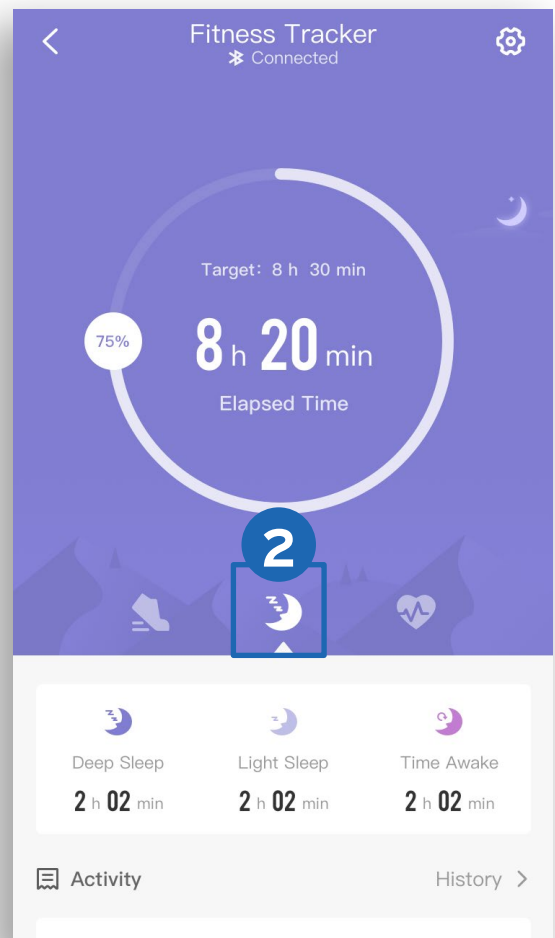 Fitness Tracker
Connected
Target: 8 h 30 min
75%
8 h 20 min
Elapsed Time
2
Deep Sleep Light Sleep Time Awake
2 h 02 min 2 h 02 min 2 h 02 min
Activity History >